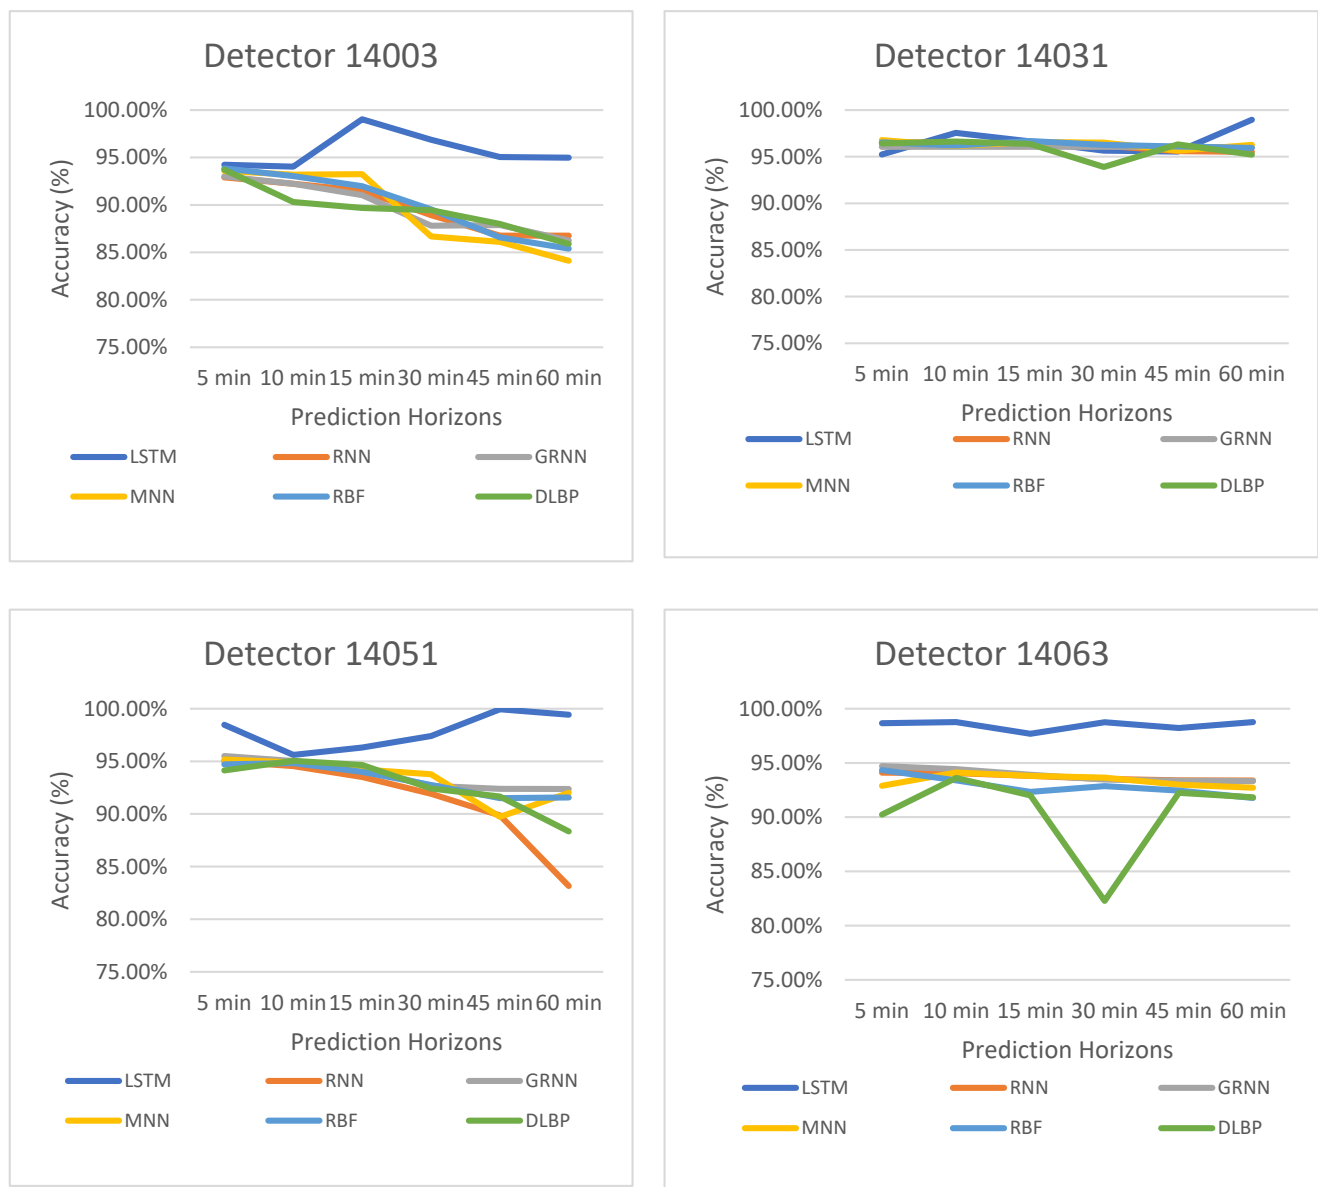 Detector 14003
100.00%
95.00%
90.00%
85.00%
80.00%
75.00%
Accuracy (%)
5 min 10 min 15 min 30 min 45 min 60 min
Prediction Horizons
LSTM RNN GRNN
MNN RBF DLBP
Detector 14031
100.00%
95.00%
90.00%
85.00%
80.00%
75.00%
Accuracy (%)
5 min 10 min 15 min 30 min 45 min 60 min
Prediction Horizons
LSTM RNN GRNN
MNN RBF DLBP
Detector 14051
100.00%
95.00%
90.00%
85.00%
80.00%
75.00%
Accuracy (%)
5 min 10 min 15 min 30 min 45 min 60 min
Prediction Horizons
LSTM RNN GRNN
MNN RBF DLBP
Detector 14063
100.00%
95.00%
90.00%
85.00%
80.00%
75.00%
Accuracy (%)
5 min 10 min 15 min 30 min 45 min 60 min
Prediction Horizons
LSTM RNN GRNN
MNN RBF DLBP